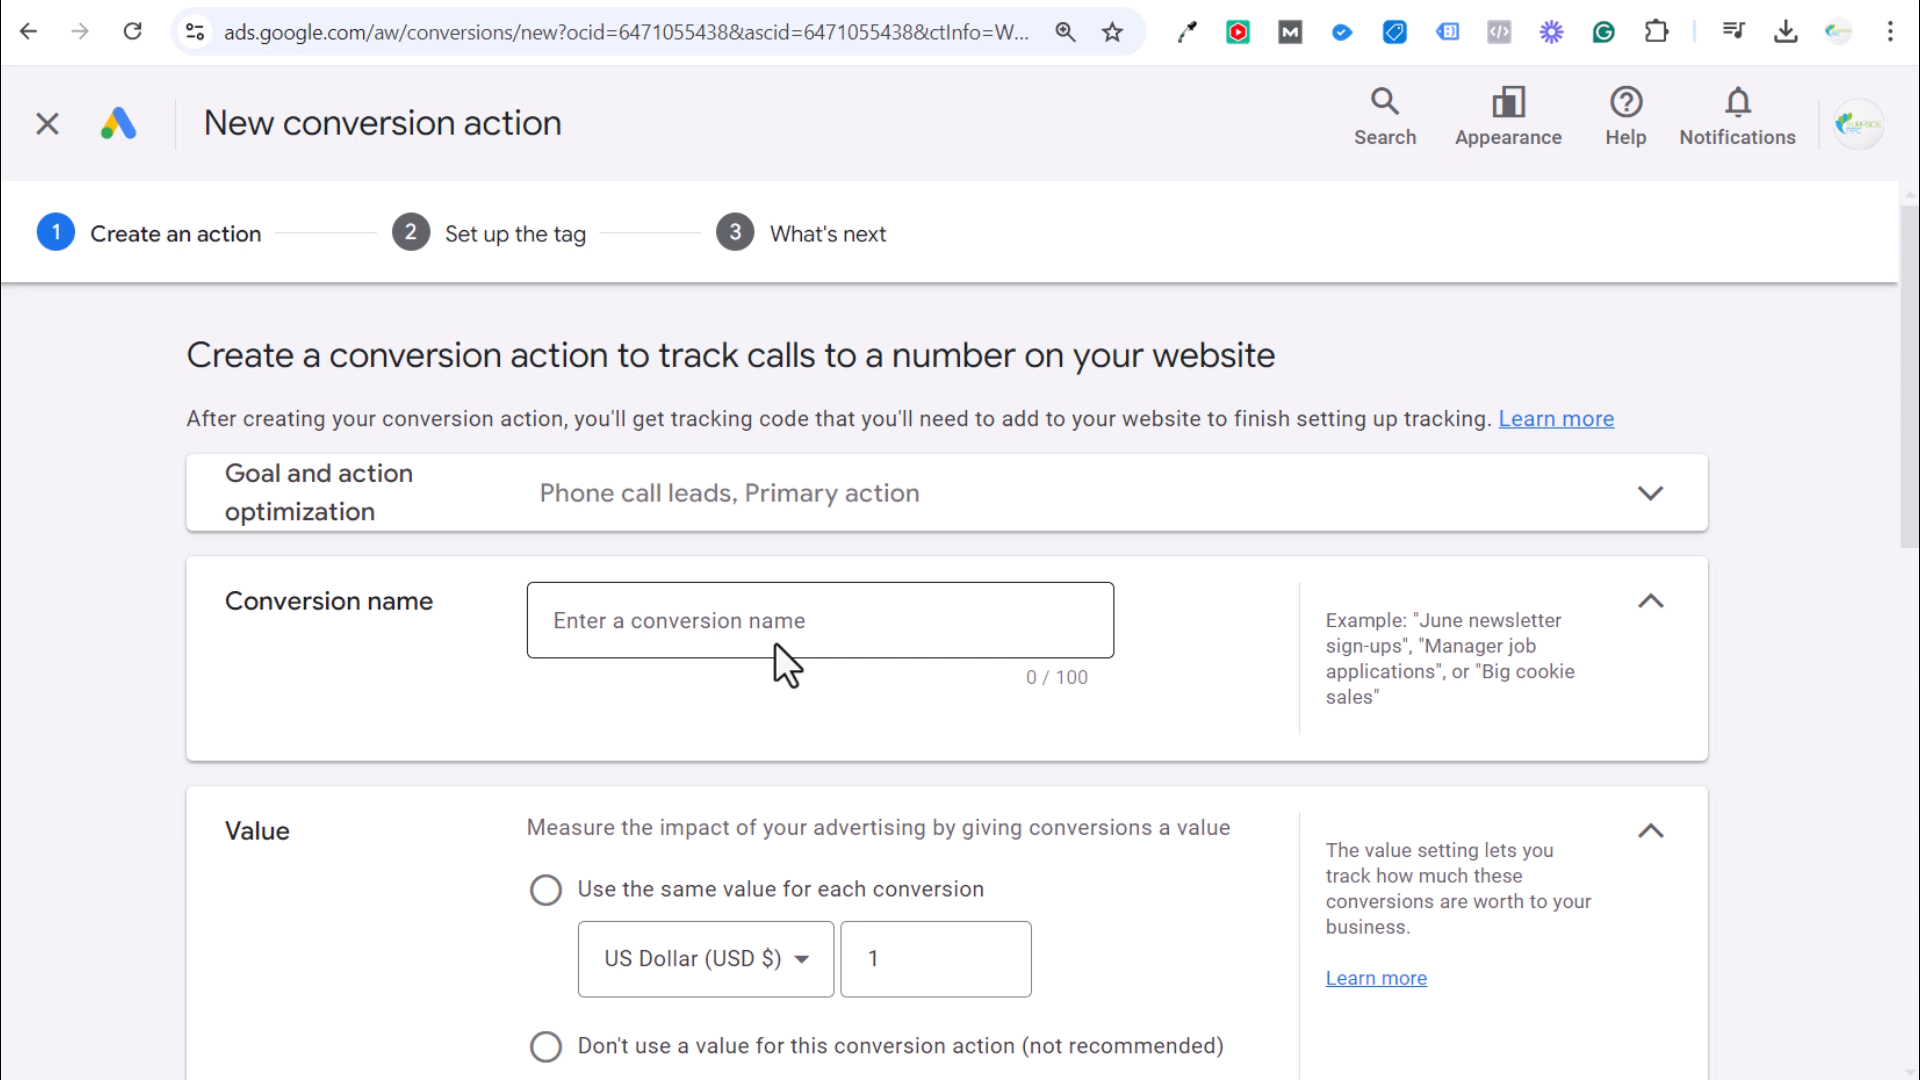 ads.google.com/aw/conversions/new?ocid=6471055438&ascid=6471055438&ctInfo=W...
New conversion action
Search
Appearance
Help
Notifications
1 Create an action
2 Set up the tag
3 What's next
Create a conversion action to track calls to a number on your website
After creating your conversion action, you'll get tracking code that you'll need to add to your website to finish setting up tracking. Learn more
Goal and action
optimization
Phone call leads, Primary action
Conversion name
Enter a conversion name
0 / 100
Example: "June newsletter
sign-ups", "Manager job
applications", or "Big cookie
sales"
Value
Measure the impact of your advertising by giving conversions a value
Use the same value for each conversion
US Dollar (USD $)
1
Don't use a value for this conversion action (not recommended)
The value setting lets you
track how much these
conversions are worth to your
business.
Learn more